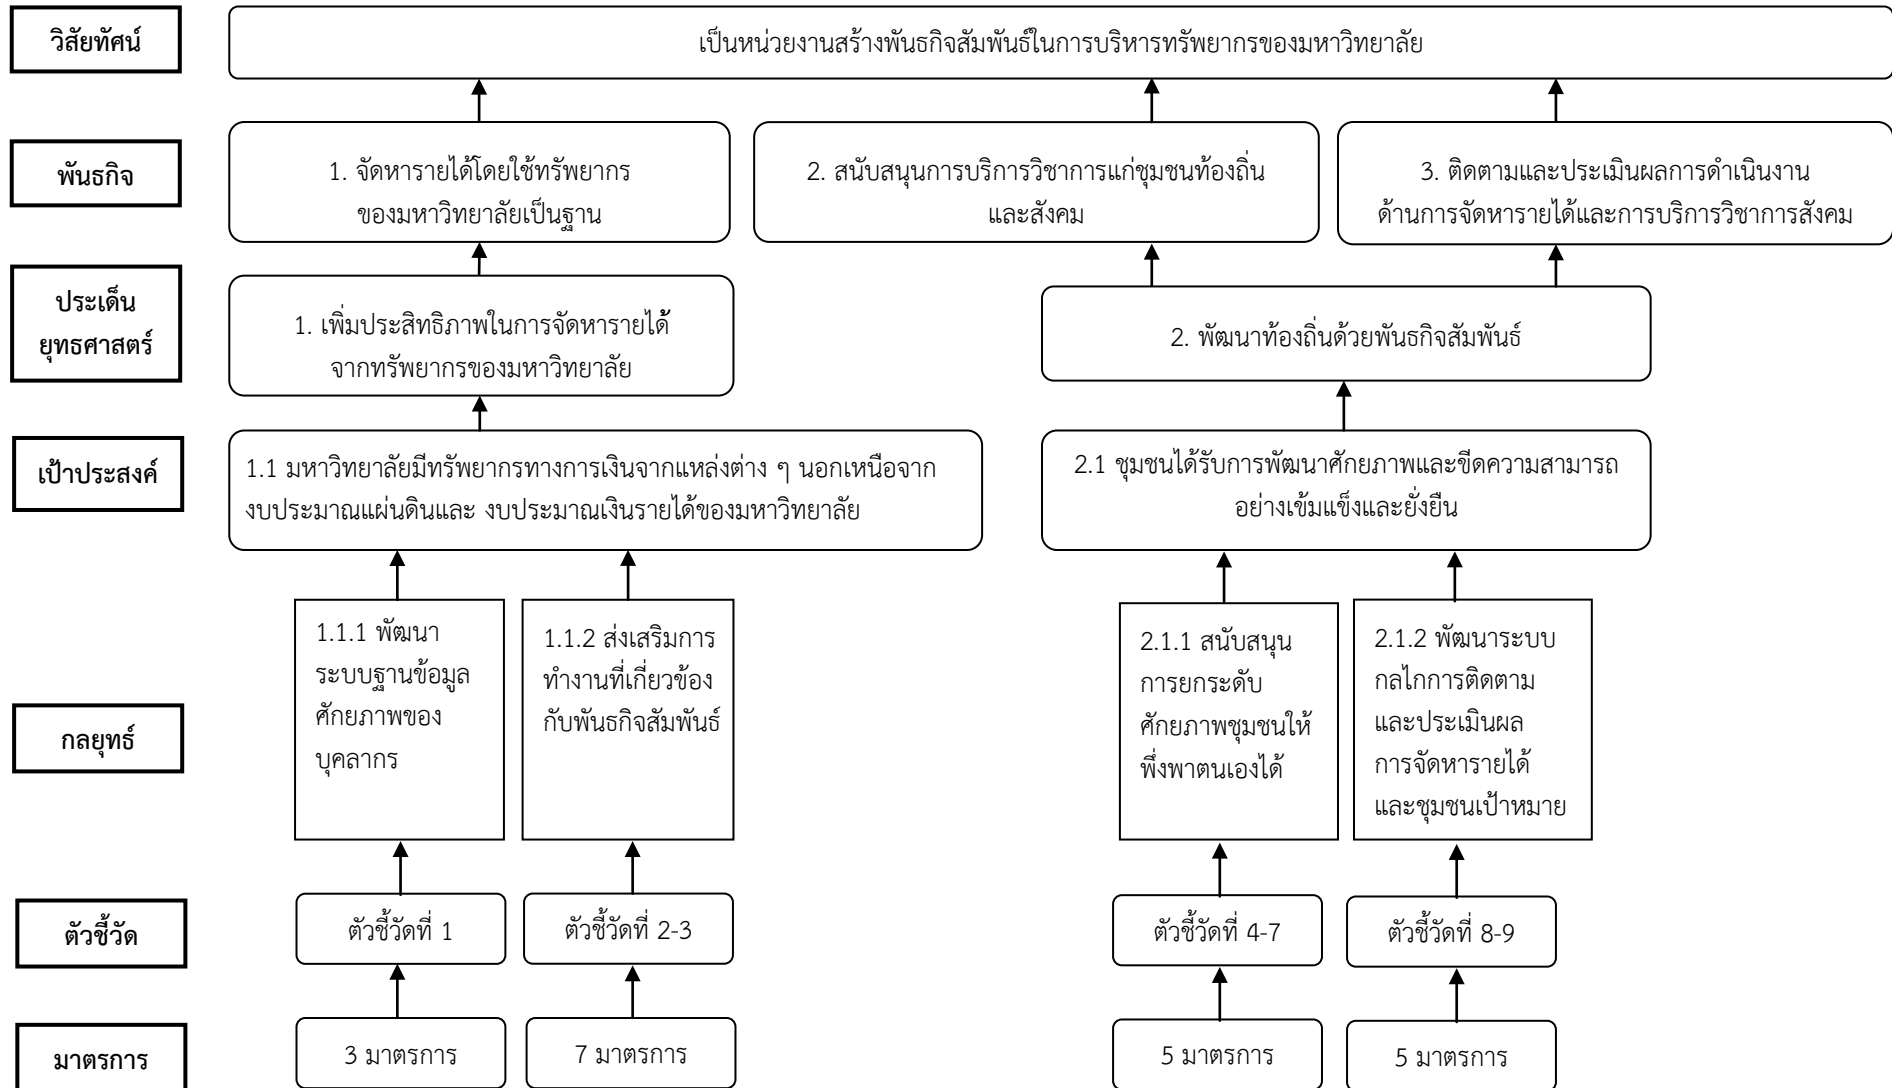 วิสัยทัศน์
เป็นหน่วยงานสร้างพันธกิจสัมพันธ์ในการบริหารทรัพยากรของมหาวิทยาลัย
พันธกิจ
1. จัดหารายได้โดยใช้ทรัพยากร
ของมหาวิทยาลัยเป็นฐาน
2. สนับสนุนการบริการวิชาการแก่ชุมชนท้องถิ่น
และสังคม
3. ติดตามและประเมินผลการดำเนินงาน
ด้านการจัดหารายได้และการบริการวิชาการสังคม
ประเด็น
ยุทธศาสตร์
1. เพิ่มประสิทธิภาพในการจัดหารายได้
จากทรัพยากรของมหาวิทยาลัย
2. พัฒนาท้องถิ่นด้วยพันธกิจสัมพันธ์
เป้าประสงค์
1.1 มหาวิทยาลัยมีทรัพยากรทางการเงินจากแหล่งต่าง ๆ นอกเหนือจาก
งบประมาณแผ่นดินและ งบประมาณเงินรายได้ของมหาวิทยาลัย
2.1 ชุมชนได้รับการพัฒนาศักยภาพและขีดความสามารถ
อย่างเข้มแข็งและยั่งยืน
กลยุทธ์
1.1.1 พัฒนา
ระบบฐานข้อมูล
ศักยภาพของ
บุคลากร
1.1.2 ส่งเสริมการ
ทำงานที่เกี่ยวข้อง
กับพันธกิจสัมพันธ์
2.1.1 สนับสนุน
การยกระดับ
ศักยภาพชุมชนให้
พึ่งพาตนเองได้
2.1.2 พัฒนาระบบ
กลไกการติดตาม
และประเมินผล
การจัดหารายได้
และชุมชนเป้าหมาย
ตัวชี้วัด
ตัวชี้วัดที่ 1
ตัวชี้วัดที่ 2-3
ตัวชี้วัดที่ 4-7
ตัวชี้วัดที่ 8-9
มาตรการ
3 มาตรการ
7 มาตรการ
5 มาตรการ
5 มาตรการ